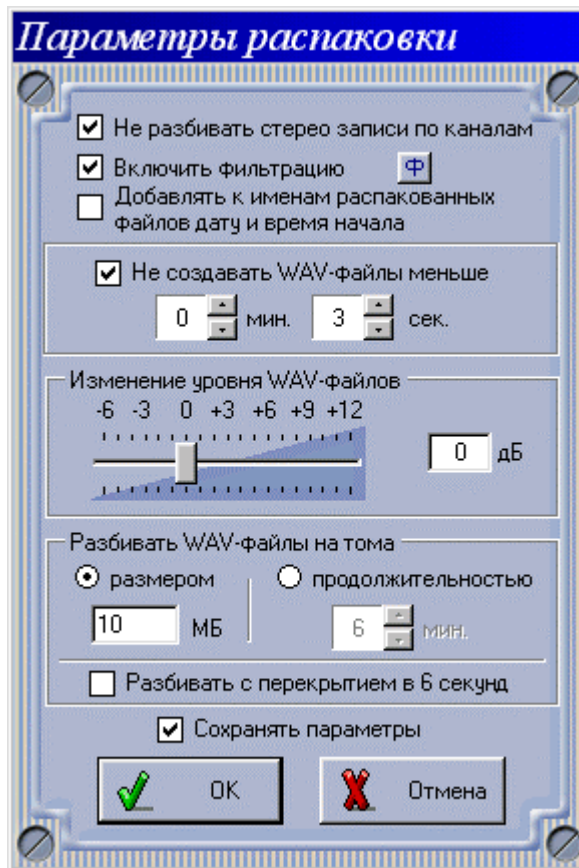 Параметры распаковки
Не разбивать стерео записи по каналам
Включить фильтрацию Ф
Добавлять к именам распакованных
файлов дату и время начала
Не создавать WAV-файлы меньше
0 мин. 3 сек.
Изменение уровня WAV-файлов
-6 -3 0 +3 +6 +9 +12
0 дБ
Разбивать WAV-файлы на тома
размером продолжительностью
10 МБ 6 мин.
Разбивать с перекрытием в 6 секунд
Сохранять параметры
OK Отмена